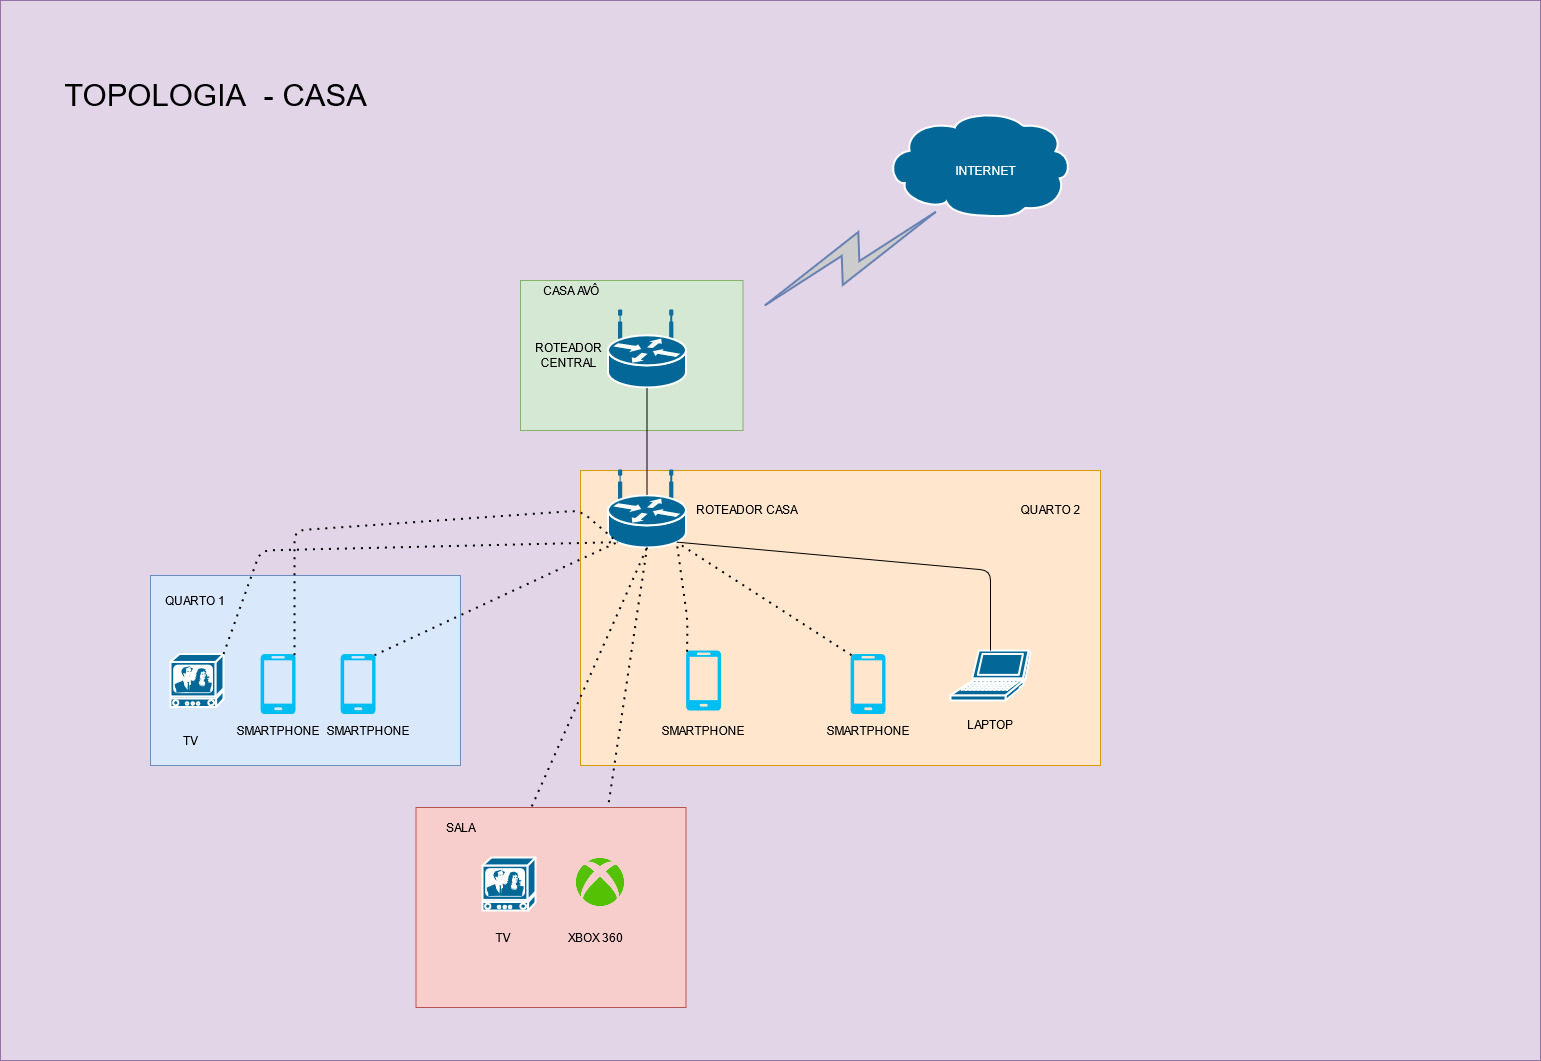 TOPOLOGIA - CASA
INTERNET
CASA AVÔ
ROTEADOR
CENTRAL
ROTEADOR CASA
QUARTO 2
QUARTO 1
TV
SMARTPHONE
SMARTPHONE
SMARTPHONE
SMARTPHONE
LAPTOP
SALA
TV
XBOX 360